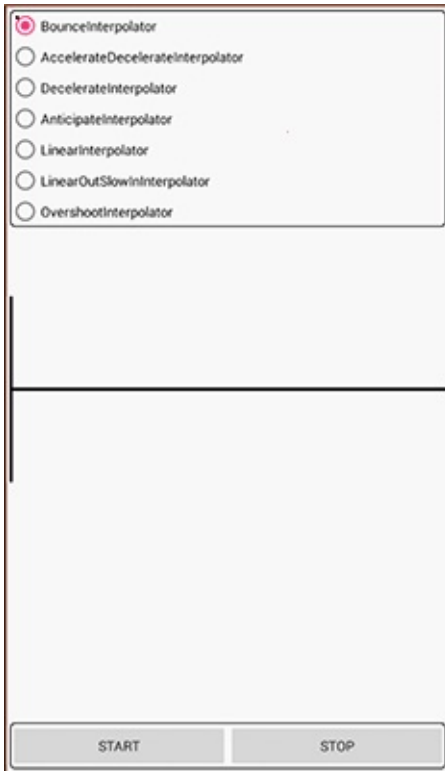 BounceInterpolator
AccelerateDecelerateInterpolator
DecelerateInterpolator
AnticipateInterpolator
LinearInterpolator
LinearOutSlowInInterpolator
OvershootInterpolator
START STOP